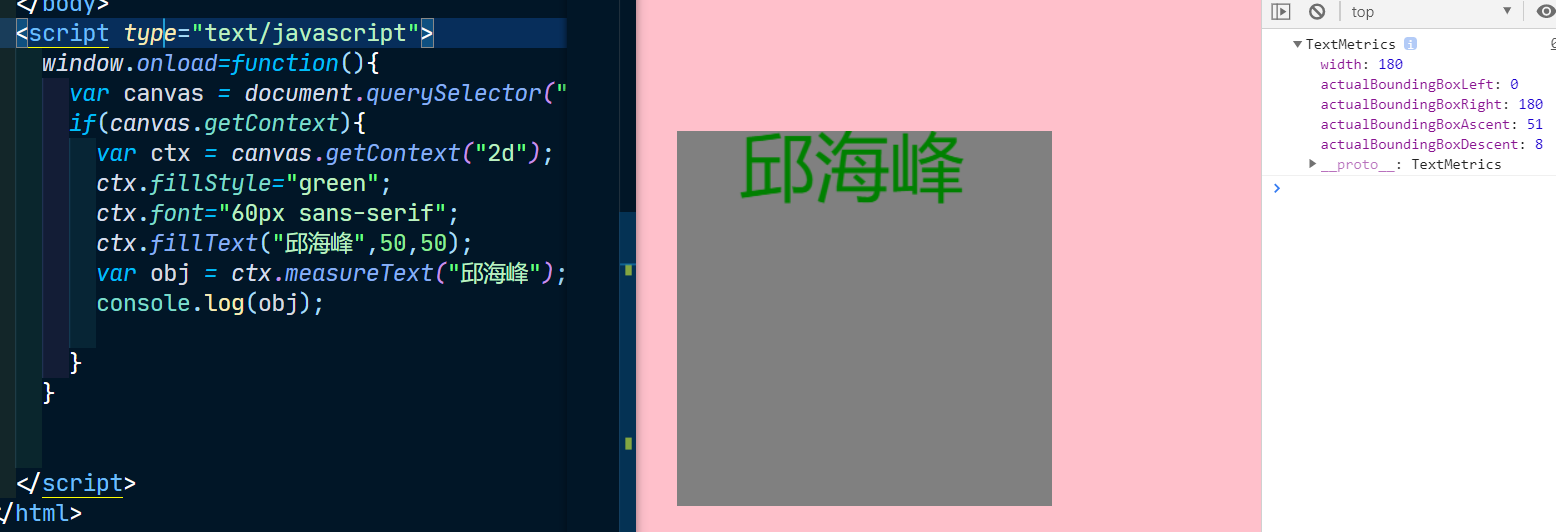 </body>
<script type="text/javascript">
window.onload=function(){
var canvas = document.querySelector("
if(canvas.getContext){
var ctx = canvas.getContext("2d");
ctx.fillStyle="green";
ctx.font="60px sans-serif";
ctx.fillText("邱海峰",50,50);
var obj = ctx.measureText("邱海峰");
console.log(obj);
}
}
</script>
</html>
邱海峰
top
TextMetrics
width: 180
actualBoundingBoxLeft: 0
actualBoundingBoxRight: 180
actualBoundingBoxAscent: 51
actualBoundingBoxDescent: 8
__proto__: TextMetrics